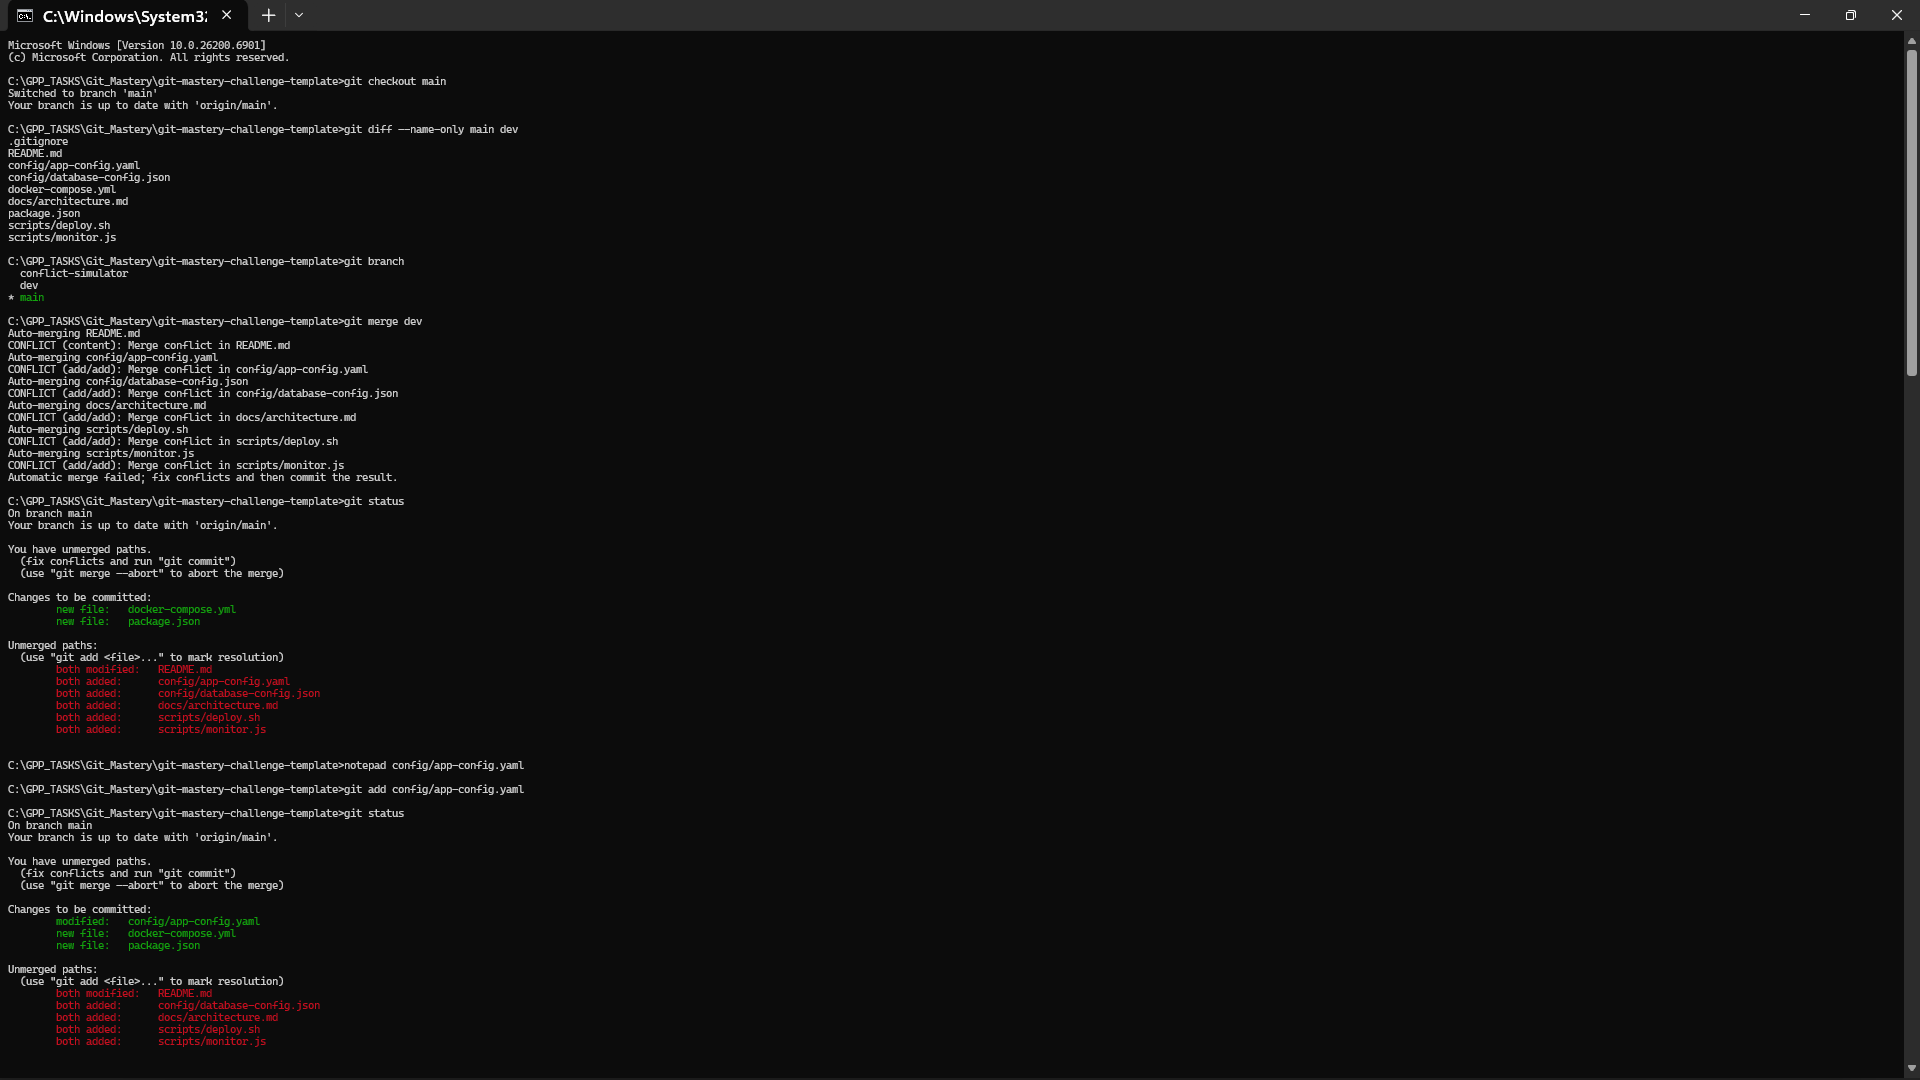 C:\Windows\System32
Microsoft Windows [Version 10.0.26200.6901]
(c) Microsoft Corporation. All rights reserved.
C:\GPP_TASKS\Git_Mastery\git-mastery-challenge-template>git checkout main
Switched to branch 'main'
Your branch is up to date with 'origin/main'.
C:\GPP_TASKS\Git_Mastery\git-mastery-challenge-template>git diff --name-only main dev
.gitignore
README.md
config/app-config.yaml
config/database-config.json
docker-compose.yml
docs/architecture.md
package.json
scripts/deploy.sh
scripts/monitor.js
C:\GPP_TASKS\Git_Mastery\git-mastery-challenge-template>git branch
  conflict-simulator
  dev
* main
C:\GPP_TASKS\Git_Mastery\git-mastery-challenge-template>git merge dev
Auto-merging README.md
CONFLICT (content): Merge conflict in README.md
Auto-merging config/app-config.yaml
CONFLICT (add/add): Merge conflict in config/app-config.yaml
Auto-merging config/database-config.json
CONFLICT (add/add): Merge conflict in config/database-config.json
Auto-merging docs/architecture.md
CONFLICT (add/add): Merge conflict in docs/architecture.md
Auto-merging scripts/deploy.sh
CONFLICT (add/add): Merge conflict in scripts/deploy.sh
Auto-merging scripts/monitor.js
CONFLICT (add/add): Merge conflict in scripts/monitor.js
Automatic merge failed; fix conflicts and then commit the result.
C:\GPP_TASKS\Git_Mastery\git-mastery-challenge-template>git status
On branch main
Your branch is up to date with 'origin/main'.
You have unmerged paths.
  (fix conflicts and run "git commit")
  (use "git merge --abort" to abort the merge)
Changes to be committed:
        new file:   docker-compose.yml
        new file:   package.json
Unmerged paths:
  (use "git add <file>..." to mark resolution)
        both modified:   README.md
        both added:      config/app-config.yaml
        both added:      config/database-config.json
        both added:      docs/architecture.md
        both added:      scripts/deploy.sh
        both added:      scripts/monitor.js
C:\GPP_TASKS\Git_Mastery\git-mastery-challenge-template>notepad config/app-config.yaml
C:\GPP_TASKS\Git_Mastery\git-mastery-challenge-template>git add config/app-config.yaml
C:\GPP_TASKS\Git_Mastery\git-mastery-challenge-template>git status
On branch main
Your branch is up to date with 'origin/main'.
You have unmerged paths.
  (fix conflicts and run "git commit")
  (use "git merge --abort" to abort the merge)
Changes to be committed:
        modified:   config/app-config.yaml
        new file:   docker-compose.yml
        new file:   package.json
Unmerged paths:
  (use "git add <file>..." to mark resolution)
        both modified:   README.md
        both added:      config/database-config.json
        both added:      docs/architecture.md
        both added:      scripts/deploy.sh
        both added:      scripts/monitor.js